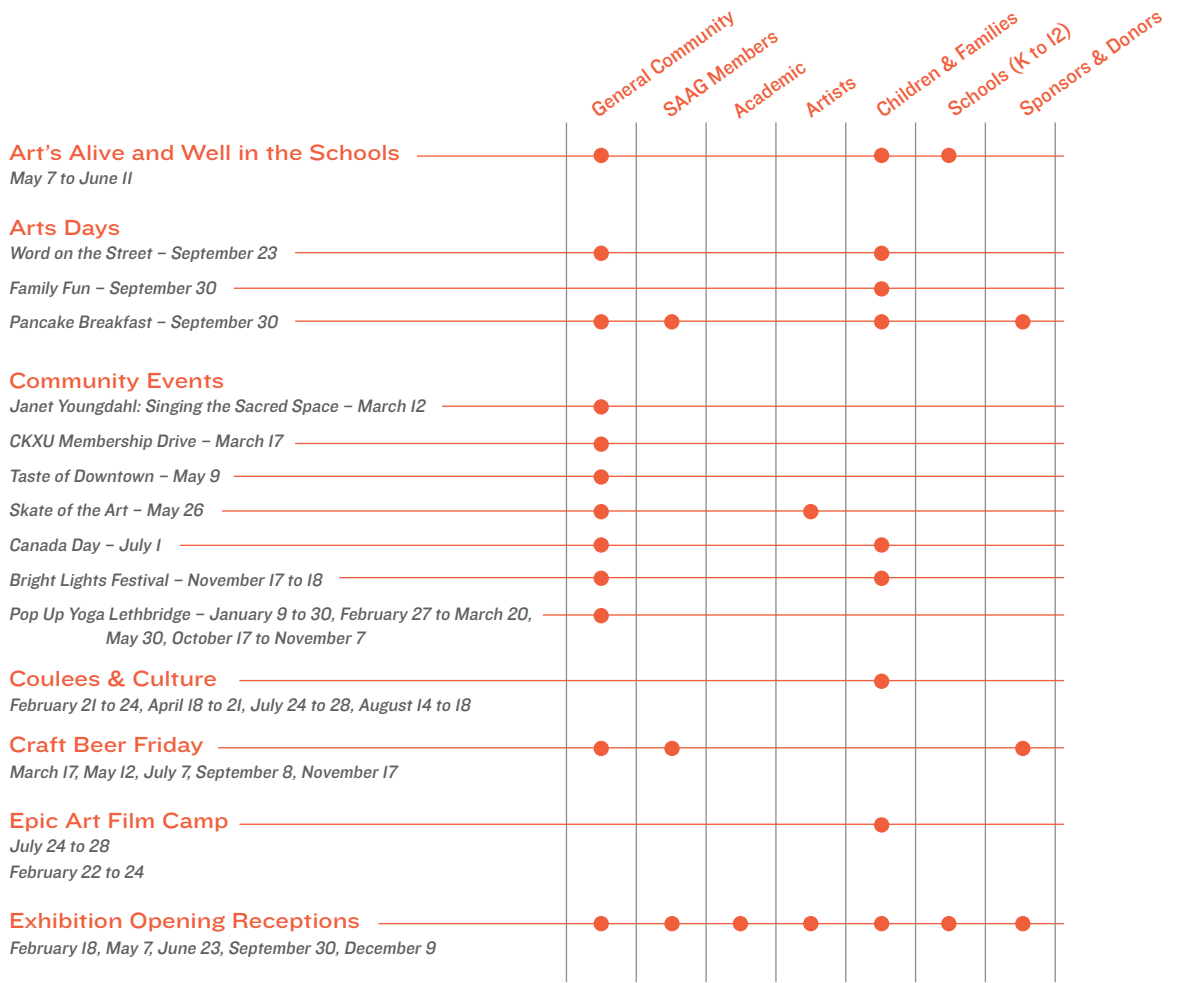 General Community
SAAG Members
Academic
Artists
Children & Families
Schools (K to 12)
Sponsors & Donors
Art’s Alive and Well in the Schools
May 7 to June 11
Arts Days
Word on the Street – September 23
Family Fun – September 30
Pancake Breakfast – September 30
Community Events
Janet Youngdahl: Singing the Sacred Space – March 12
CKXU Membership Drive – March 17
Taste of Downtown – May 9
Skate of the Art – May 26
Canada Day – July 1
Bright Lights Festival – November 17 to 18
Pop Up Yoga Lethbridge – January 9 to 30, February 27 to March 20,
May 30, October 17 to November 7
Coulees & Culture
February 21 to 24, April 18 to 21, July 24 to 28, August 14 to 18
Craft Beer Friday
March 17, May 12, July 7, September 8, November 17
Epic Art Film Camp
July 24 to 28
February 22 to 24
Exhibition Opening Receptions
February 18, May 7, June 23, September 30, December 9